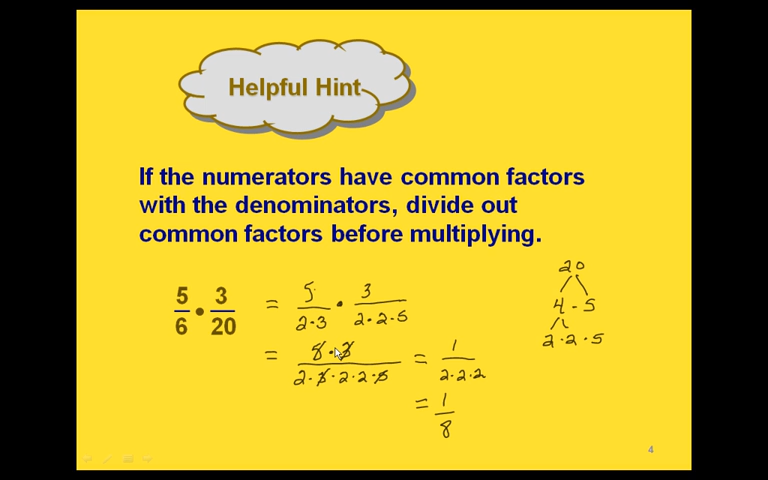 Helpful Hint
If the numerators have common factors
with the denominators, divide out
common factors before multiplying.
20
4 · 5
2 · 2 · 5
5/6 • 3/20 = 5/2·3 · 3/2·2·5
= 5·3/2·3·2·2·5 = 1/2·2·2
= 1/8
4